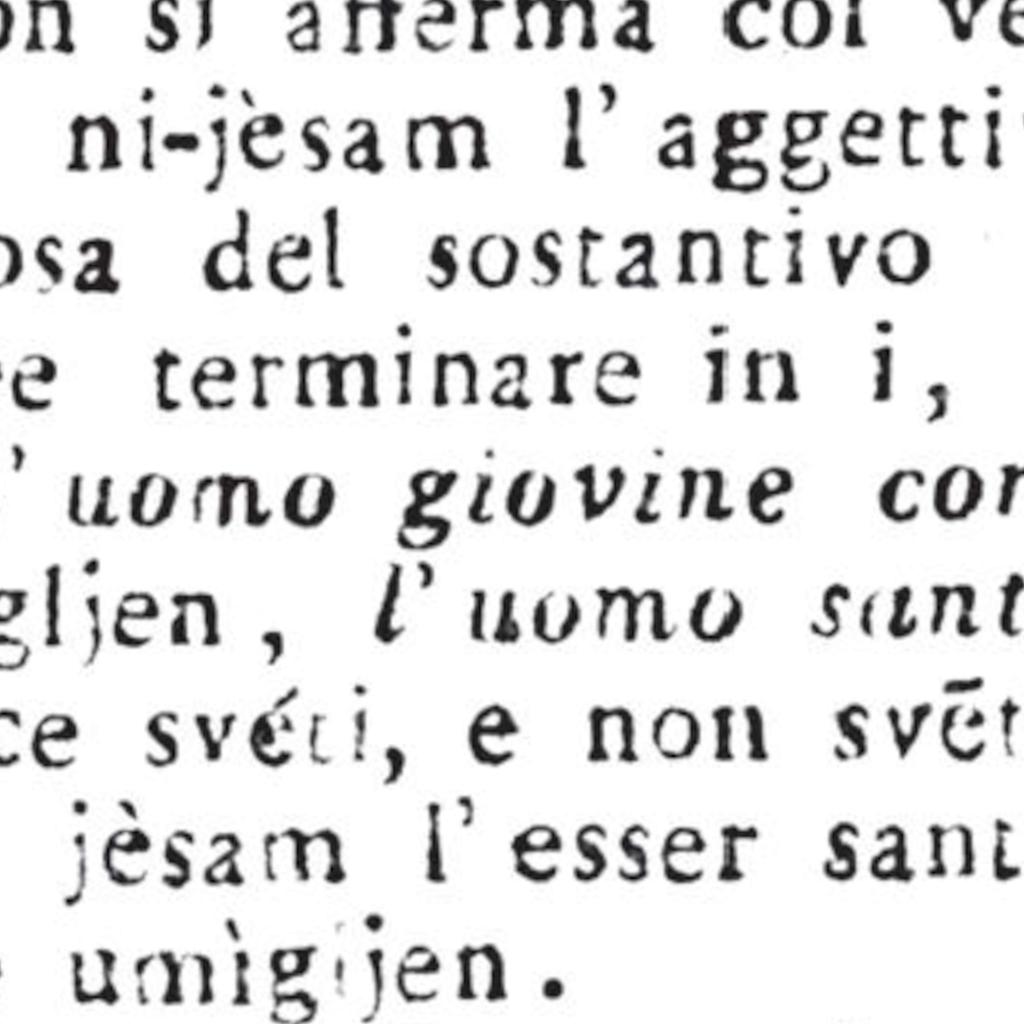 on si afferma col ve
ni-jèsam l'aggetti
osa del sostantivo
e terminare in i,
'uomo giovine con
gljen, l'uomo sant
ce svéti, e non svēt
jèsam l'esser sant
umìgljen.